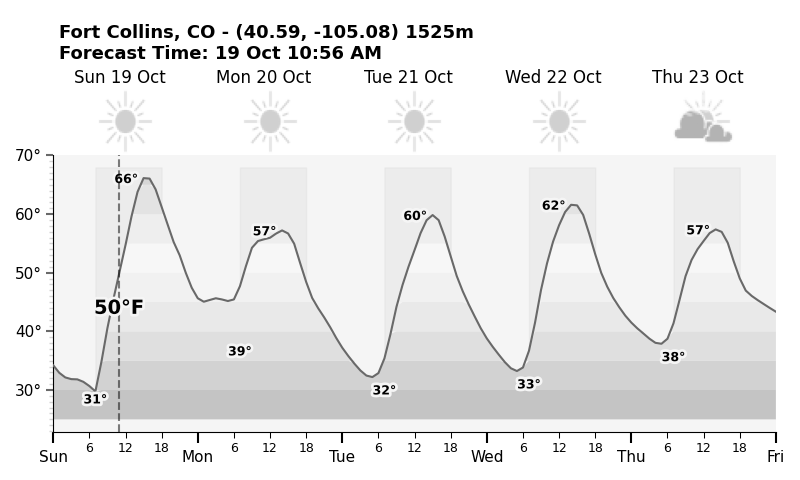 Fort Collins, CO - (40.59, -105.08) 1525m
Forecast Time: 19 Oct 10:56 AM
Sun 19 Oct Mon 20 Oct Tue 21 Oct Wed 22 Oct Thu 23 Oct
70°
66°
60°
57° 60° 62° 57°
50°
50°F
40°
39° 32° 33° 38°
30°
31°
6 12 18 6 12 18 6 12 18 6 12 18 6 12 18
Sun Mon Tue Wed Thu Fri